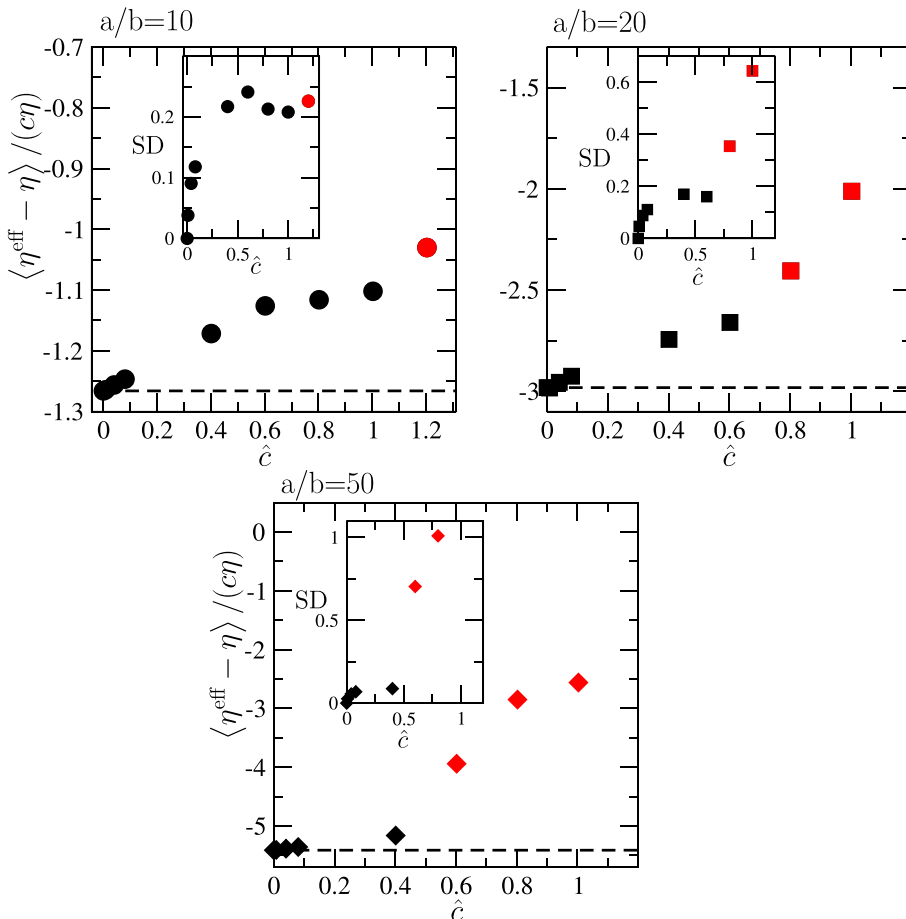 a/b=10
-0.7
-0.8
-0.9
-1
-1.1
-1.2
-1.3
⟨η^eff − η⟩/(cη)
0 0.2 0.4 0.6 0.8 1 1.2
ĉ
0.2
0.1
0
SD
0 0.5 1
ĉ
a/b=20
-1.5
-2
-2.5
-3
0 0.2 0.4 0.6 0.8 1
ĉ
0.6
0.4
0.2
0
SD
0 0.5 1
ĉ
a/b=50
0
-1
-2
-3
-4
-5
⟨η^eff − η⟩/(cη)
0 0.2 0.4 0.6 0.8 1
ĉ
1
0.5
0
SD
0 0.5 1
ĉ